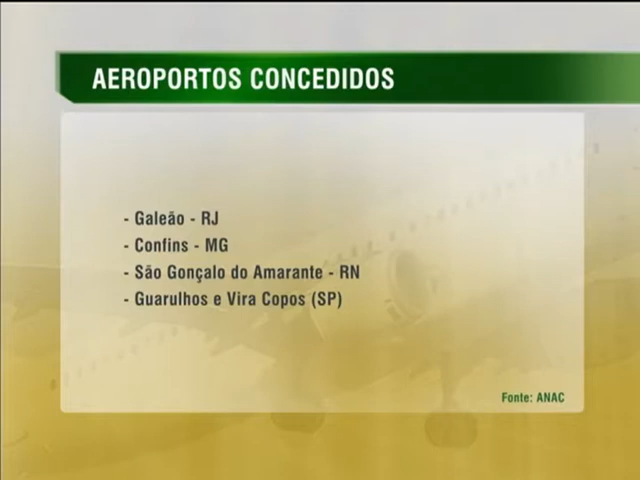 AEROPORTOS CONCEDIDOS
- Galeão - RJ
- Confins - MG
- São Gonçalo do Amarante - RN
- Guarulhos e Vira Copos (SP)
Fonte: ANAC